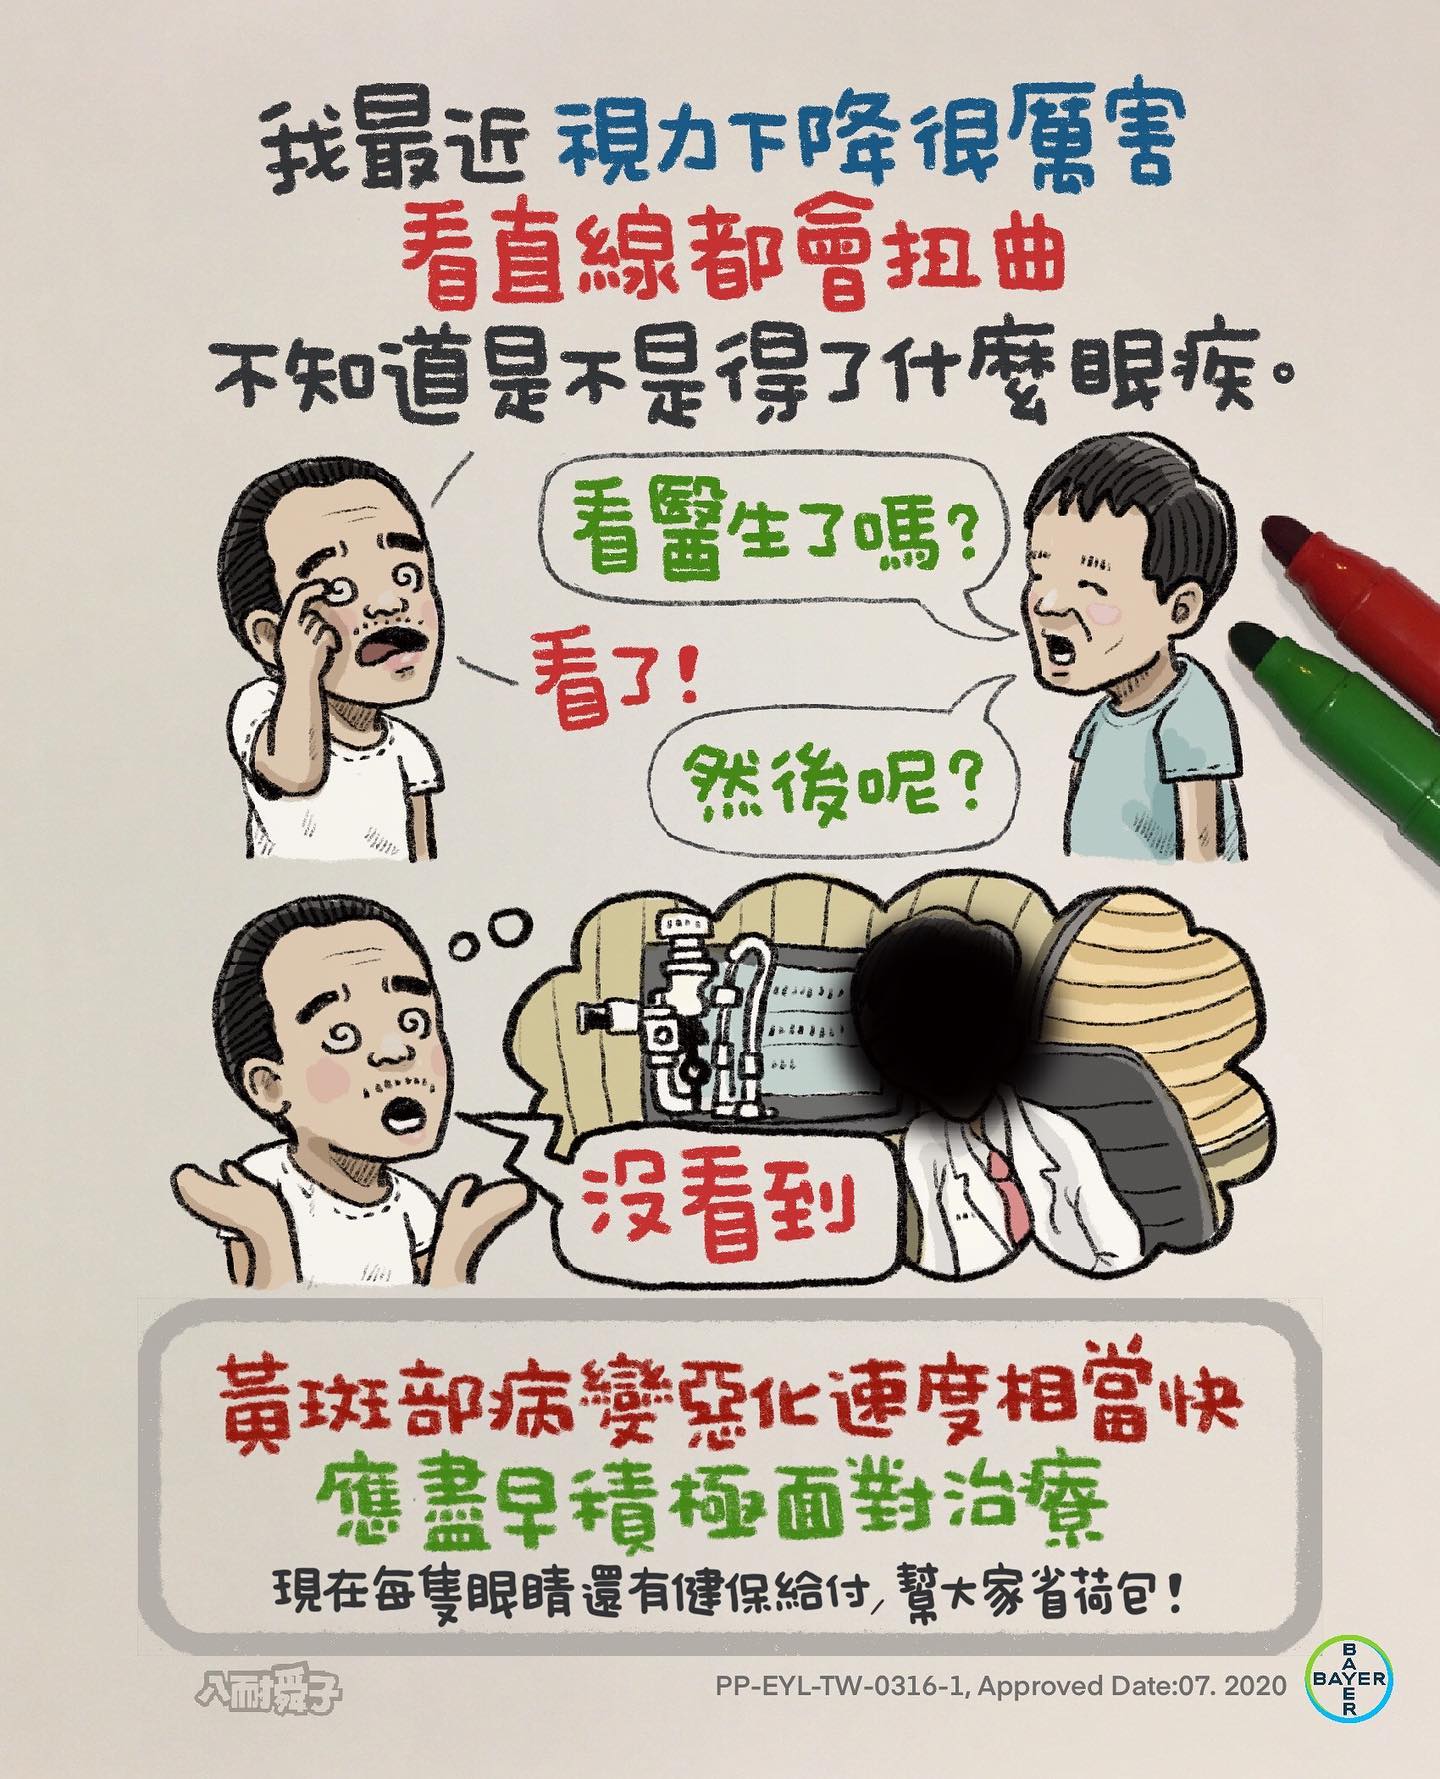 我最近 視力下降很厲害
看直線都會扭曲
不知道是不是得了什麼眼疾。
看醫生了嗎?
看了!
然後呢?
沒看到
黃斑部病變惡化速度相當快
應盡早積極面對治療
現在每隻眼睛還有健保給付,幫大家省荷包!
八耐舜子
PP-EYL-TW-0316-1, Approved Date:07. 2020
BAYER
BAYER